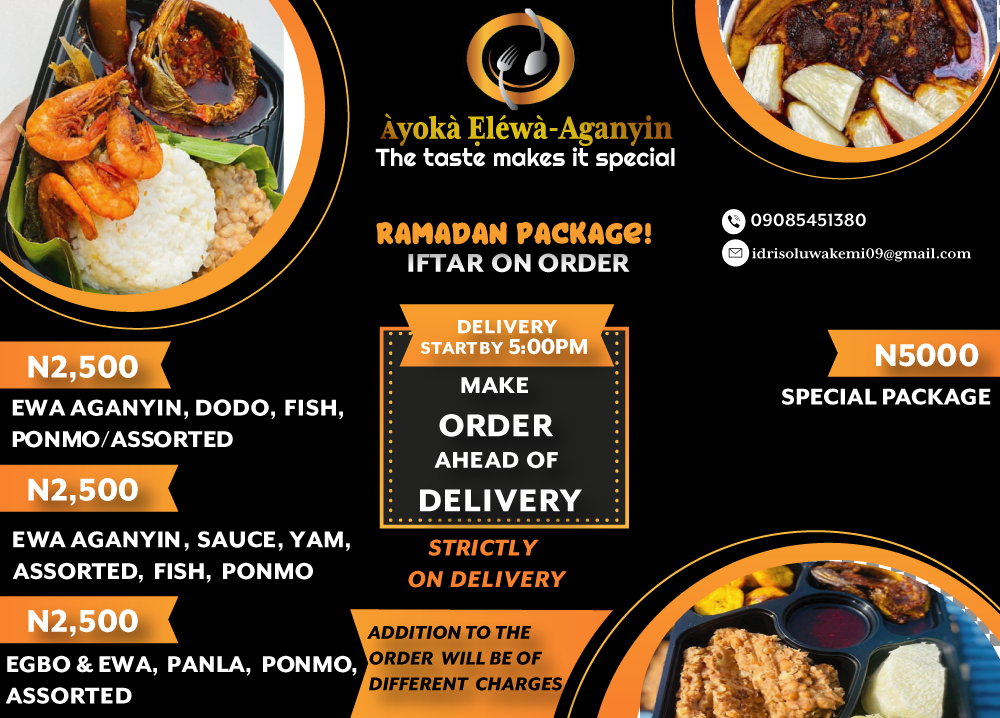 Àyokà Ẹléwà-Aganyin
The taste makes it special
RAMADAN PACKAGE!
IFTAR ON ORDER
09085451380
idrisoluwakemi09@gmail.com
N2,500
EWA AGANYIN, DODO, FISH,
PONMO/ASSORTED
N2,500
EWA AGANYIN, SAUCE, YAM,
ASSORTED, FISH, PONMO
N2,500
EGBO & EWA, PANLA, PONMO,
ASSORTED
DELIVERY
STARTBY 5:00PM
MAKE
ORDER
AHEAD OF
DELIVERY
STRICTLY
ON DELIVERY
ADDITION TO THE
ORDER WILL BE OF
DIFFERENT CHARGES
N5000
SPECIAL PACKAGE